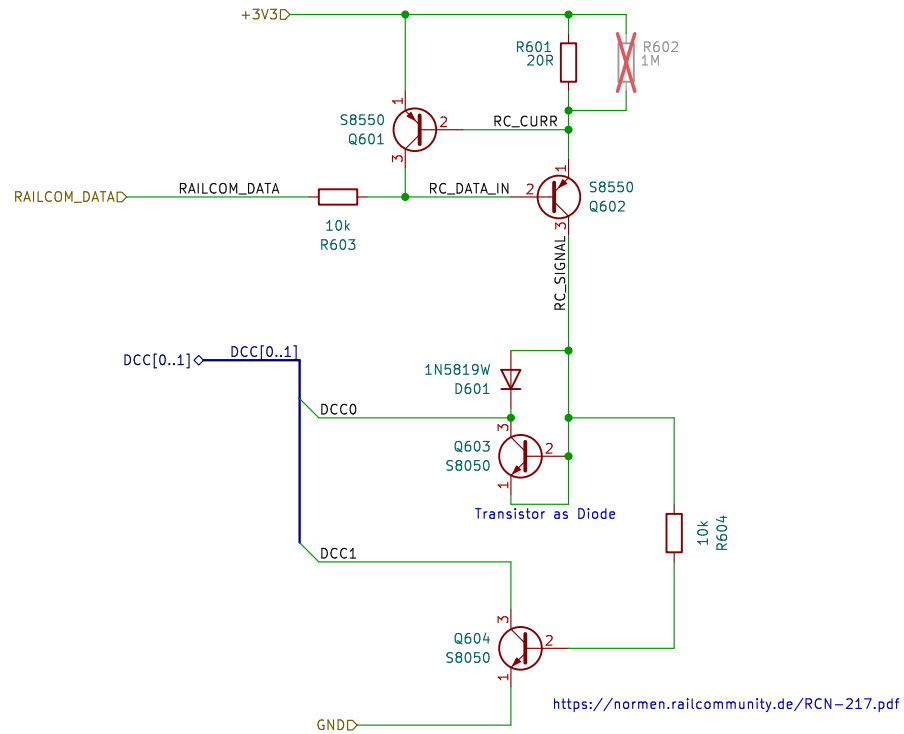 +3V3
R601
20R
R602
1M
1
S8550
Q601
2
RC_CURR
3
1
RAILCOM_DATA
RAILCOM_DATA
RC_DATA_IN
2
S8550
Q602
10k
R603
3
RC_SIGNAL
DCC[0..1]
DCC[0..1]
1N5819W
D601
DCC0
3
Q603
S8050
2
1
Transistor as Diode
10k
R604
DCC1
3
Q604
S8050
2
1
https://normen.railcommunity.de/RCN-217.pdf
GND